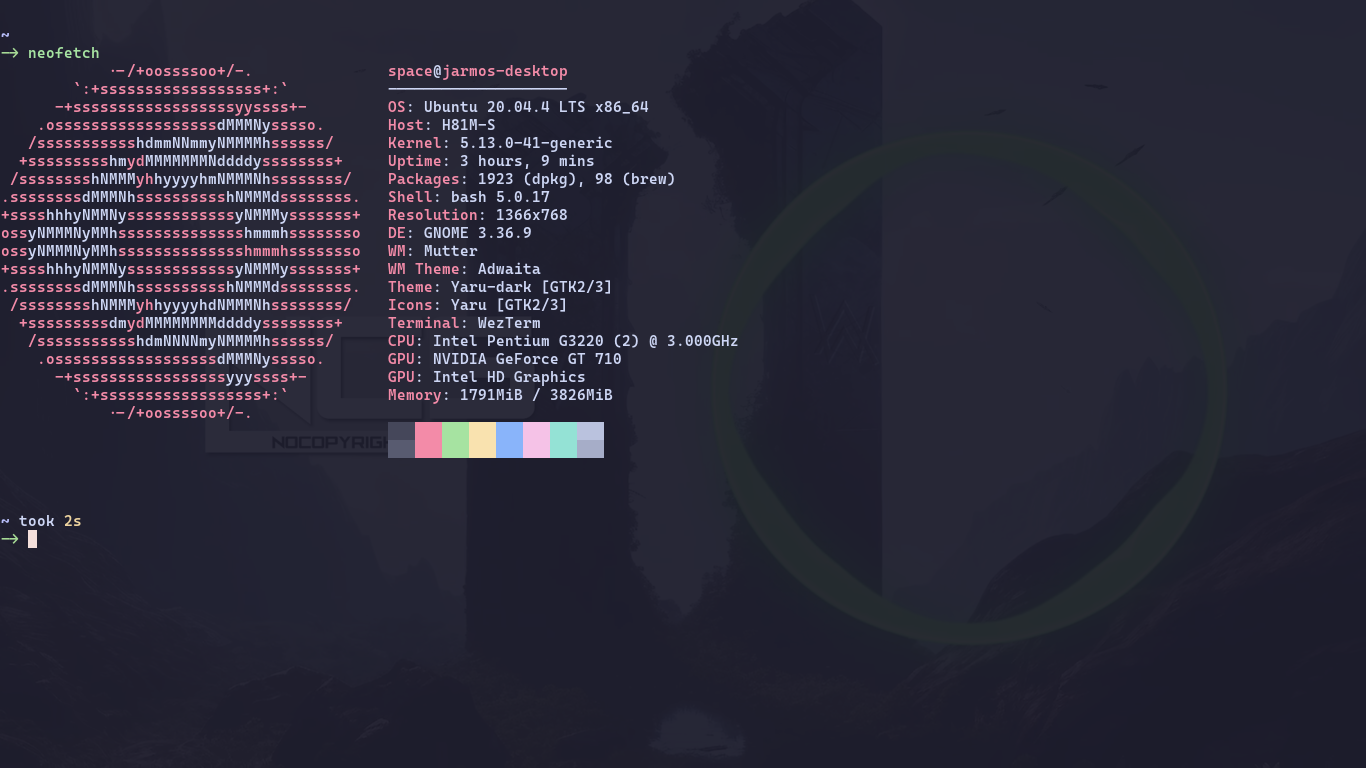 ~
-> neofetch
·-/+oossssoo+/-.
`:+ssssssssssssssssss+:`
-+ssssssssssssssssssyyssss+-
.ossssssssssssssssssdMMMNysssso.
/ssssssssssshdmmNNmmyNMMMMhssssss/
+ssssssssshmydMMMMMMMNddddyssssssss+
/sssssssshNMMMyhhyyyyhmNMMMNhssssssss/
.ssssssssdMMMNhsssssssssshNMMMdssssssss.
+sssshhhyNMMNyssssssssssssyNMMMysssssss+
ossyNMMMNyMMhsssssssssssssshmmmhssssssso
ossyNMMMNyMMhsssssssssssssshmmmhssssssso
+sssshhhyNMMNyssssssssssssyNMMMysssssss+
.ssssssssdMMMNhsssssssssshNMMMdssssssss.
/sssssssshNMMMyhhyyyyhdNMMMNhssssssss/
+sssssssssdmydMMMMMMMMddddyssssssss+
/ssssssssssshdmNNNNmyNMMMMhssssss/
.ossssssssssssssssssdMMMNysssso.
-+sssssssssssssssssyyyssss+-
`:+ssssssssssssssssss+:`
·-/+oossssoo+/-.
space@jarmos-desktop
OS: Ubuntu 20.04.4 LTS x86_64
Host: H81M-S
Kernel: 5.13.0-41-generic
Uptime: 3 hours, 9 mins
Packages: 1923 (dpkg), 98 (brew)
Shell: bash 5.0.17
Resolution: 1366x768
DE: GNOME 3.36.9
WM: Mutter
WM Theme: Adwaita
Theme: Yaru-dark [GTK2/3]
Icons: Yaru [GTK2/3]
Terminal: WezTerm
CPU: Intel Pentium G3220 (2) @ 3.000GHz
GPU: NVIDIA GeForce GT 710
GPU: Intel HD Graphics
Memory: 1791MiB / 3826MiB
NOCOPYRIGH
~ took 2s
->